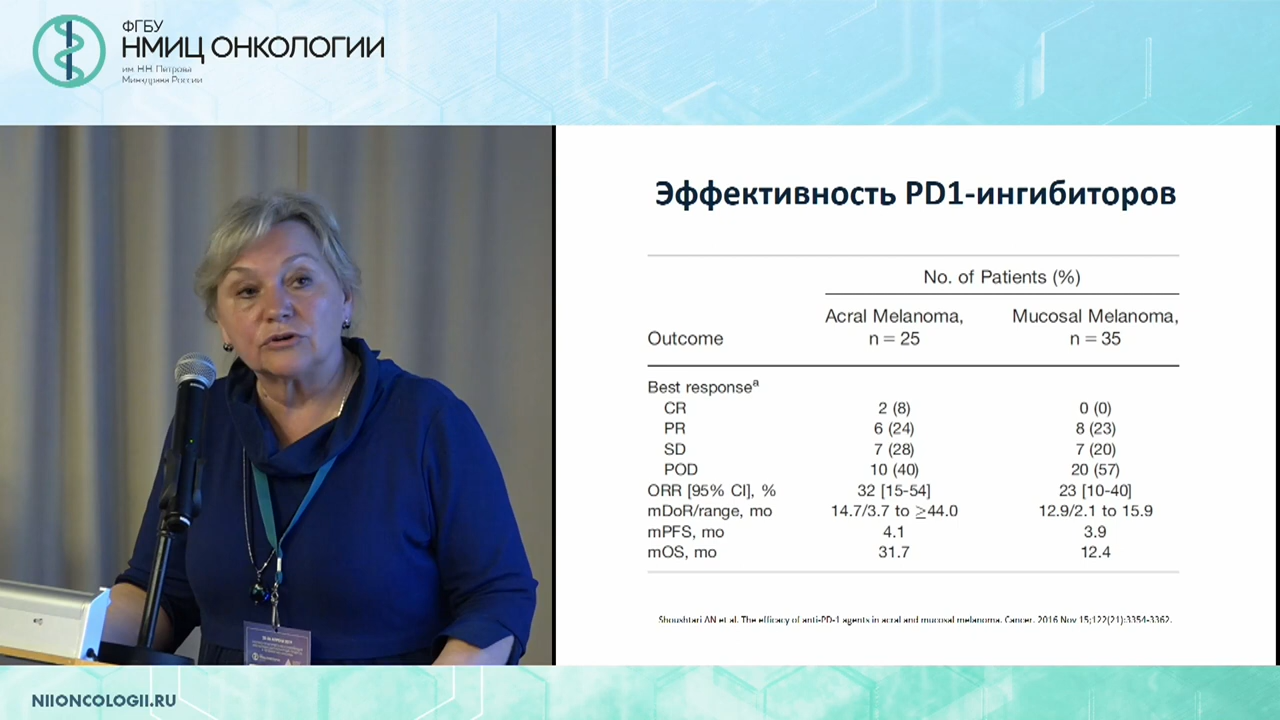 ФГБУ
НМИЦ ОНКОЛОГИИ
им. Н.Н. Петрова
Минздрава России
Эффективность PD1-ингибиторов
No. of Patients (%)
Acral Melanoma, Mucosal Melanoma,
Outcome n = 25 n = 35
Best responseᵃ
CR 2 (8) 0 (0)
PR 6 (24) 8 (23)
SD 7 (28) 7 (20)
POD 10 (40) 20 (57)
ORR [95% CI], % 32 [15-54] 23 [10-40]
mDoR/range, mo 14.7/3.7 to ≥44.0 12.9/2.1 to 15.9
mPFS, mo 4.1 3.9
mOS, mo 31.7 12.4
Shoushtari AN et al. The efficacy of anti-PD-1 agents in acral and mucosal melanoma. Cancer. 2016 Nov 15;122(21):3354-3362.
NIIONCOLOGII.RU